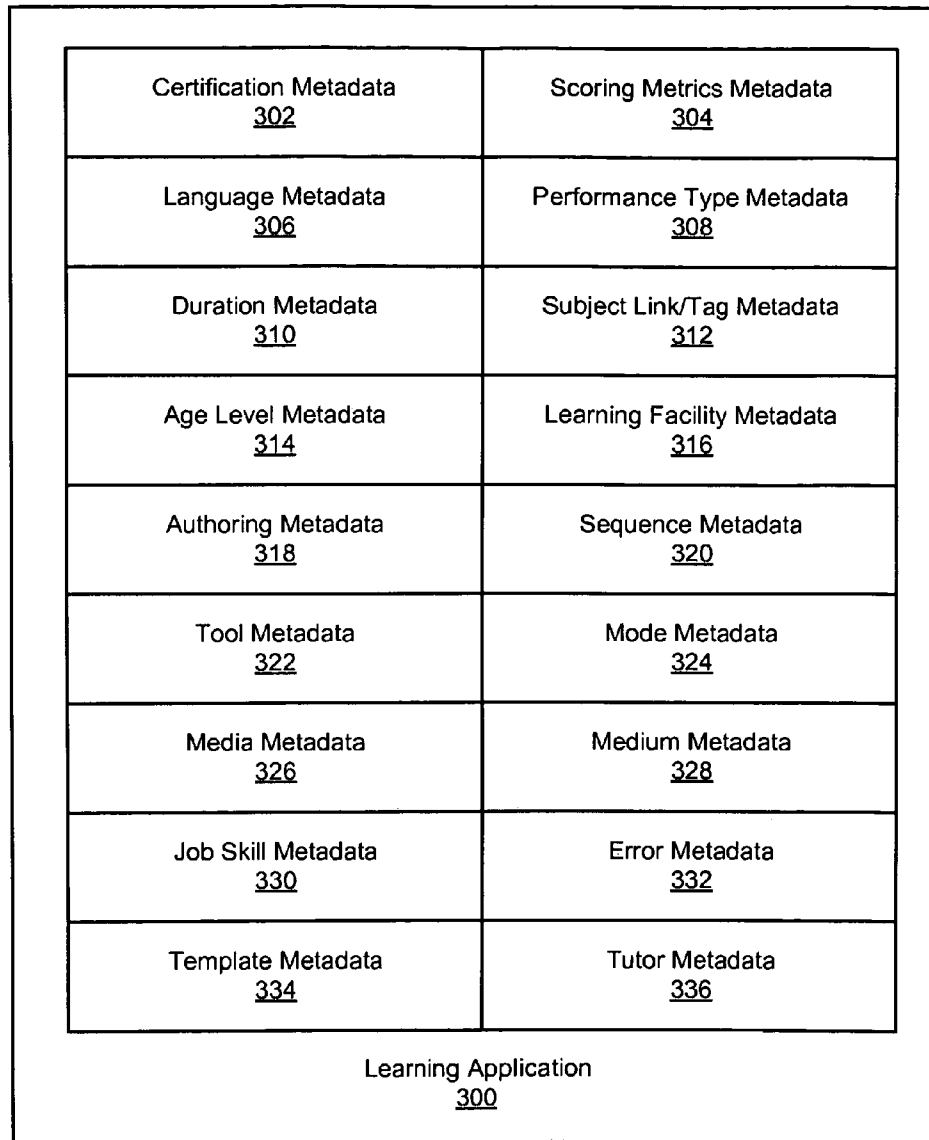 Certification Metadata
302
Scoring Metrics Metadata
304
Language Metadata
306
Performance Type Metadata
308
Duration Metadata
310
Subject Link/Tag Metadata
312
Age Level Metadata
314
Learning Facility Metadata
316
Authoring Metadata
318
Sequence Metadata
320
Tool Metadata
322
Mode Metadata
324
Media Metadata
326
Medium Metadata
328
Job Skill Metadata
330
Error Metadata
332
Template Metadata
334
Tutor Metadata
336
Learning Application
300